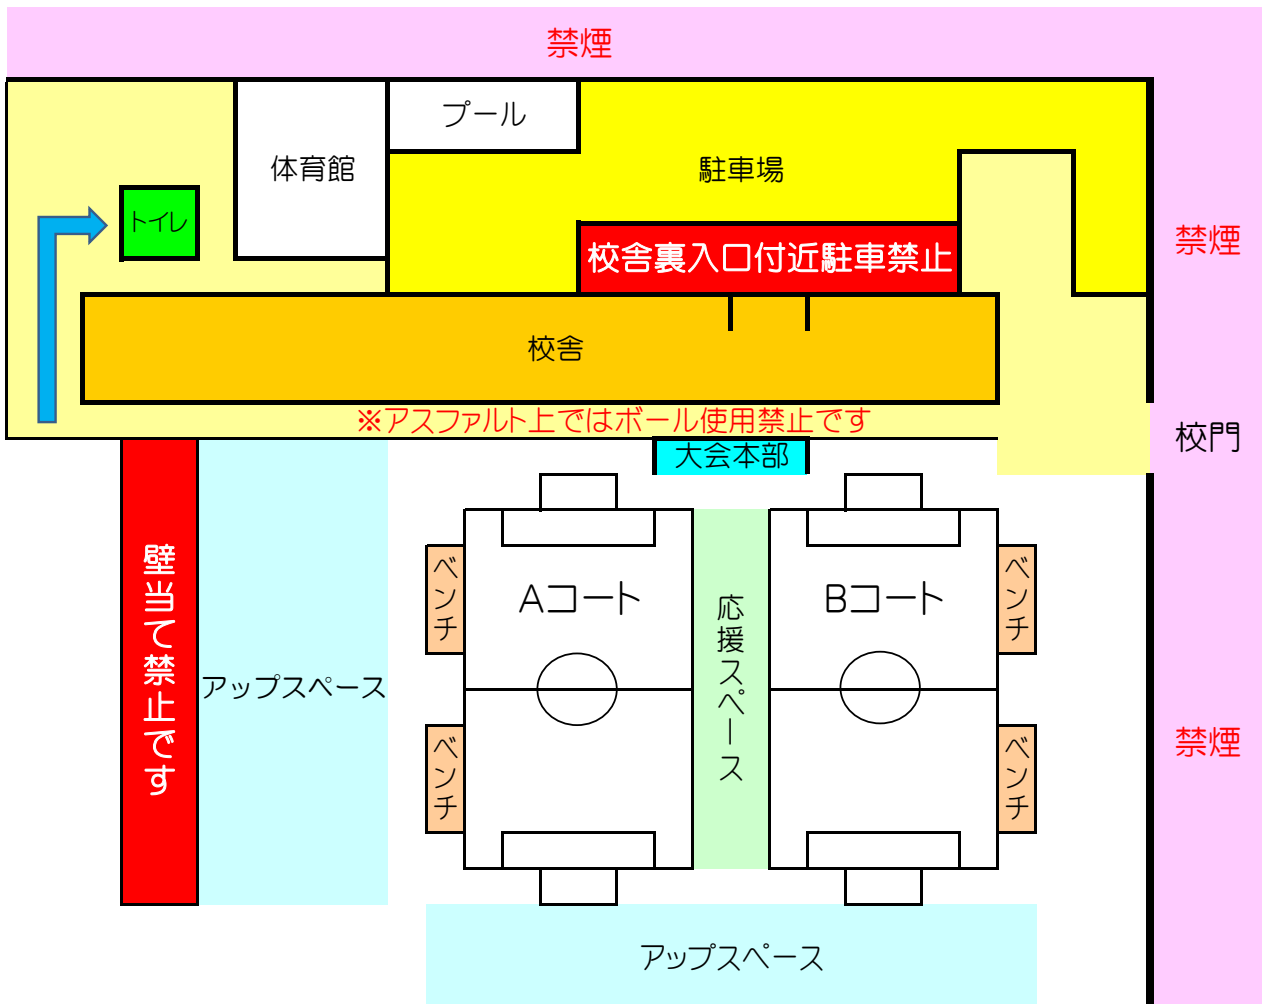 禁煙
プール
体育館
駐車場
トイレ
禁煙
校舎裏入口付近駐車禁止
校舎
※アスファルト上ではボール使用禁止です
校門
大会本部
壁当て禁止です
アップスペース
ベンチ
Aコート
応援スペース
Bコート
ベンチ
ベンチ
ベンチ
禁煙
アップスペース